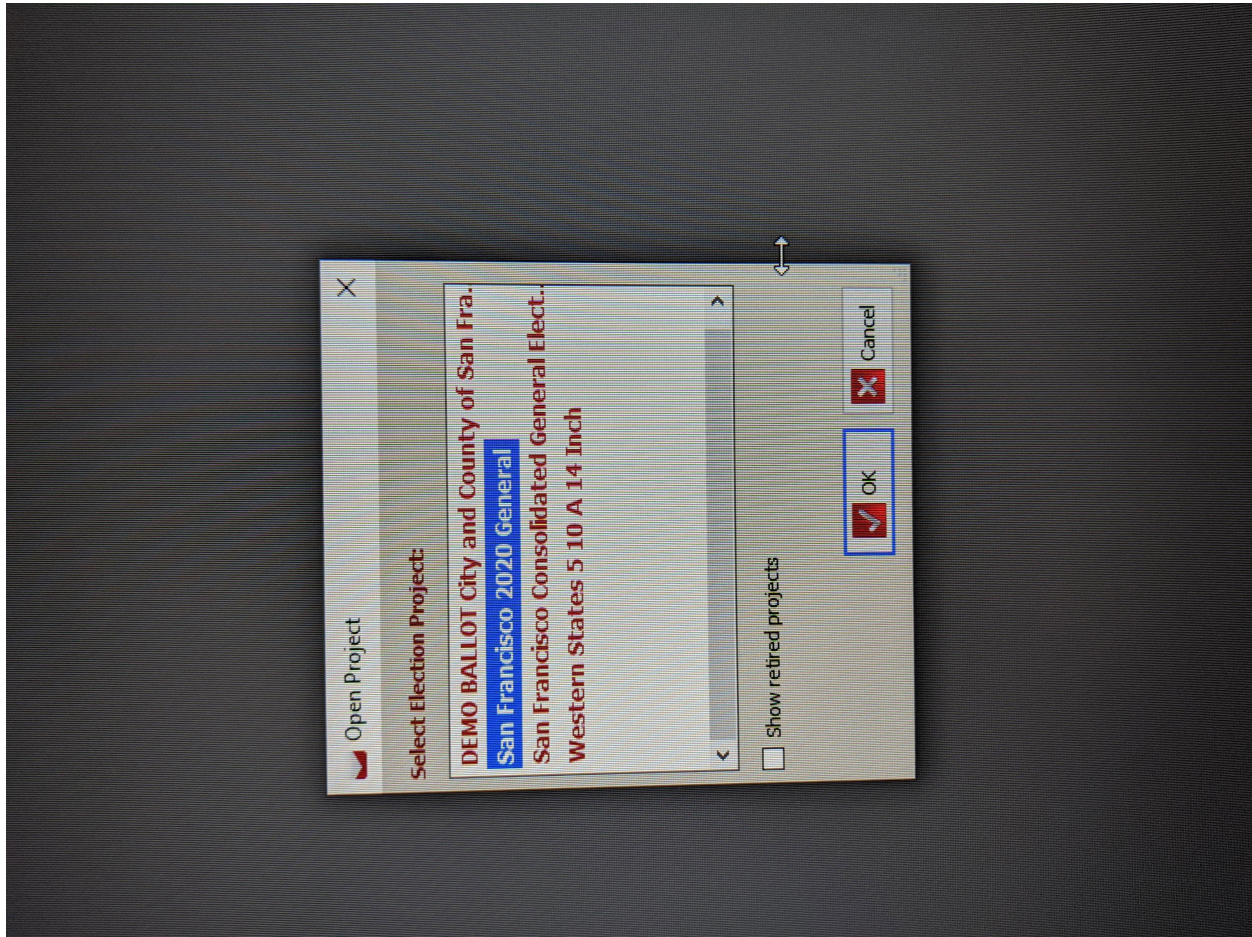 Open Project
Select Election Project:
DEMO BALLOT City and County of San Fra..
San Francisco 2020 General
San Francisco Consolidated General Elect..
Western States 5 10 A 14 Inch
Show retired projects
OK
Cancel